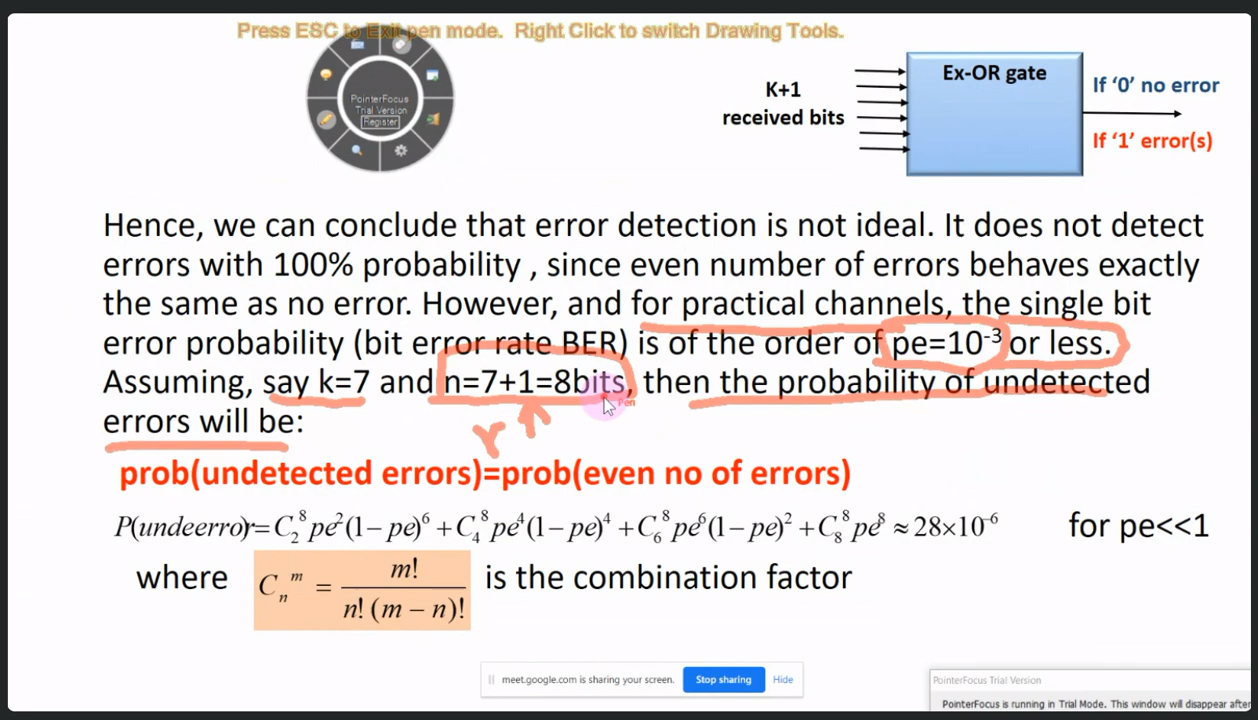 Press ESC to Exit pen mode. Right Click to switch Drawing Tools.
PointerFocus
Trial Version
Register
K+1
received bits
Ex-OR gate
If ‘0’ no error
If ‘1’ error(s)
Hence, we can conclude that error detection is not ideal. It does not detect
errors with 100% probability , since even number of errors behaves exactly
the same as no error. However, and for practical channels, the single bit
error probability (bit error rate BER) is of the order of pe=10⁻³ or less.
Assuming, say k=7 and n=7+1=8bits, then the probability of undetected
Pen
errors will be:
r
prob(undetected errors)=prob(even no of errors)
P(undeerror)=C₂⁸pe²(1−pe)⁶+C₄⁸pe⁴(1−pe)⁴+C₆⁸pe⁶(1−pe)²+C₈⁸pe⁸≈28×10⁻⁶ for pe<<1
where Cₙᵐ = m! / n!(m−n)! is the combination factor
meet.google.com is sharing your screen. Stop sharing Hide
PointerFocus Trial Version
PointerFocus is running in Trial Mode. This window will disappear after